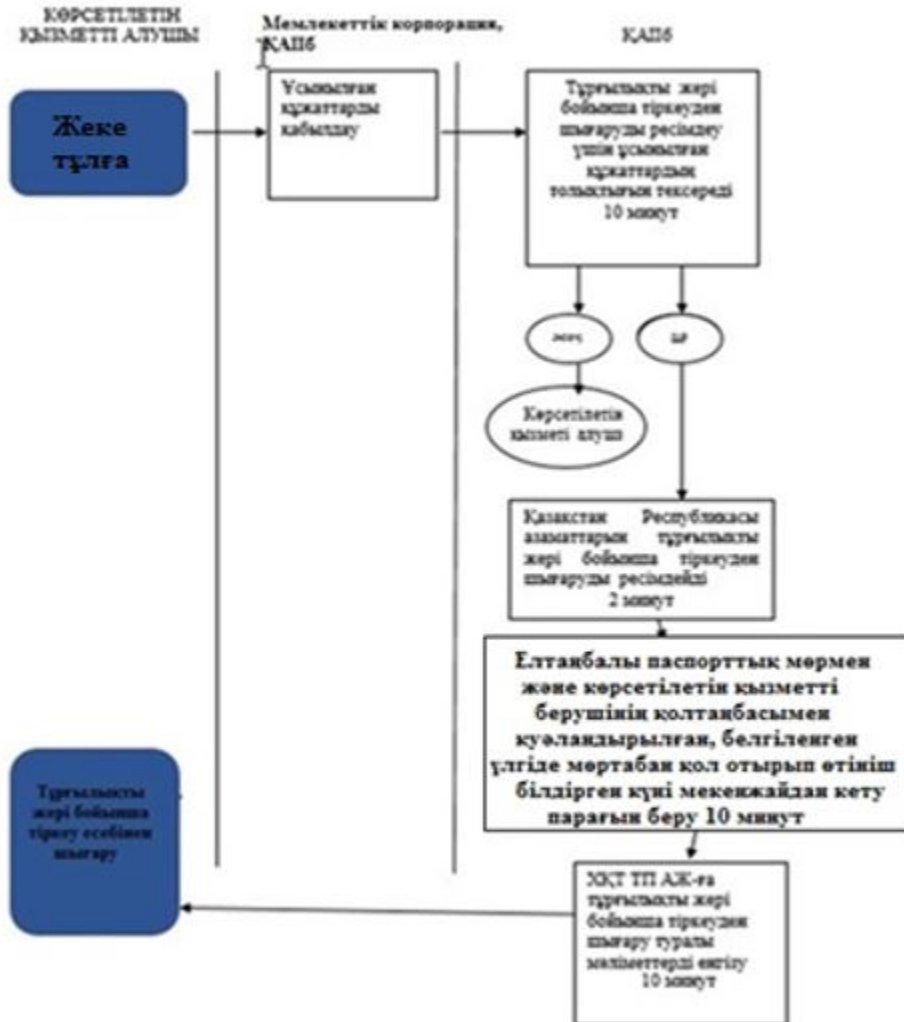 КӨРСЕТІЛЕТІН
ҚЫЗМЕТТІ АЛУШЫ
Мемлекеттік корпорация,
ҚАПб
ҚАПб
Жеке
тұлға
Ұсынылған
құжаттарды
қабылдау
Тұрғылықты жері
бойынша тіркеуден
шығаруды ресімдеу
үшін ұсынылған
құжаттардың
толықтығын тексереді
10 минут
Көрсетілетін
қызметі алушы
Қазақстан Республикасы
азаматтарын тұрғылықты
жері бойынша тіркеуден
шығаруды ресімдейді
2 минут
Елтаңбалы паспорттық мөрмен
және көрсетілетін қызметті
берушінің қолтаңбасымен
куәландырылған, белгіленген
үлгіде мөртабан қол отырып өтініш
білдірген күні мекенжайдан кету
парағын беру 10 минут
Тұрғылықты
жері бойынша
тіркеу есебінен
шығару
ХҚТ ТП АЖ-ға
тұрғылықты жері
бойынша тіркеуден
шығару туралы
мәліметтерді енгізу
10 минут